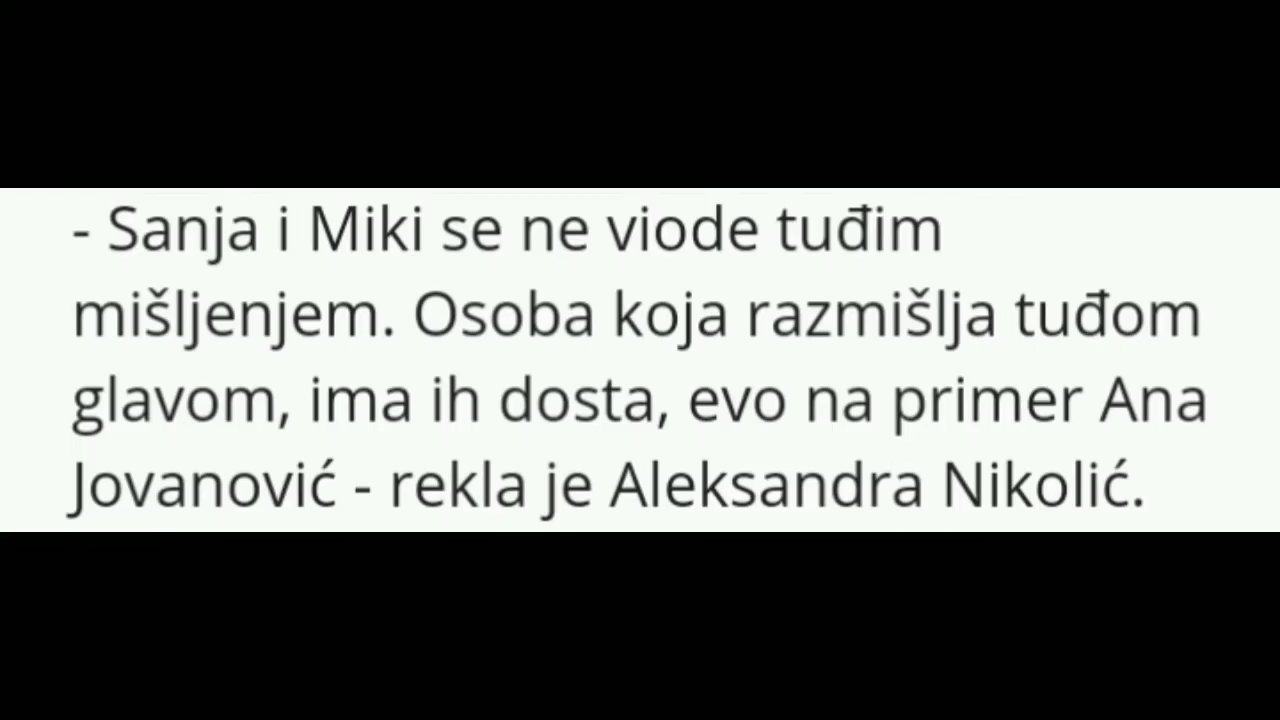 - Sanja i Miki se ne viode tuđim
mišljenjem. Osoba koja razmišlja tuđom
glavom, ima ih dosta, evo na primer Ana
Jovanović - rekla je Aleksandra Nikolić.